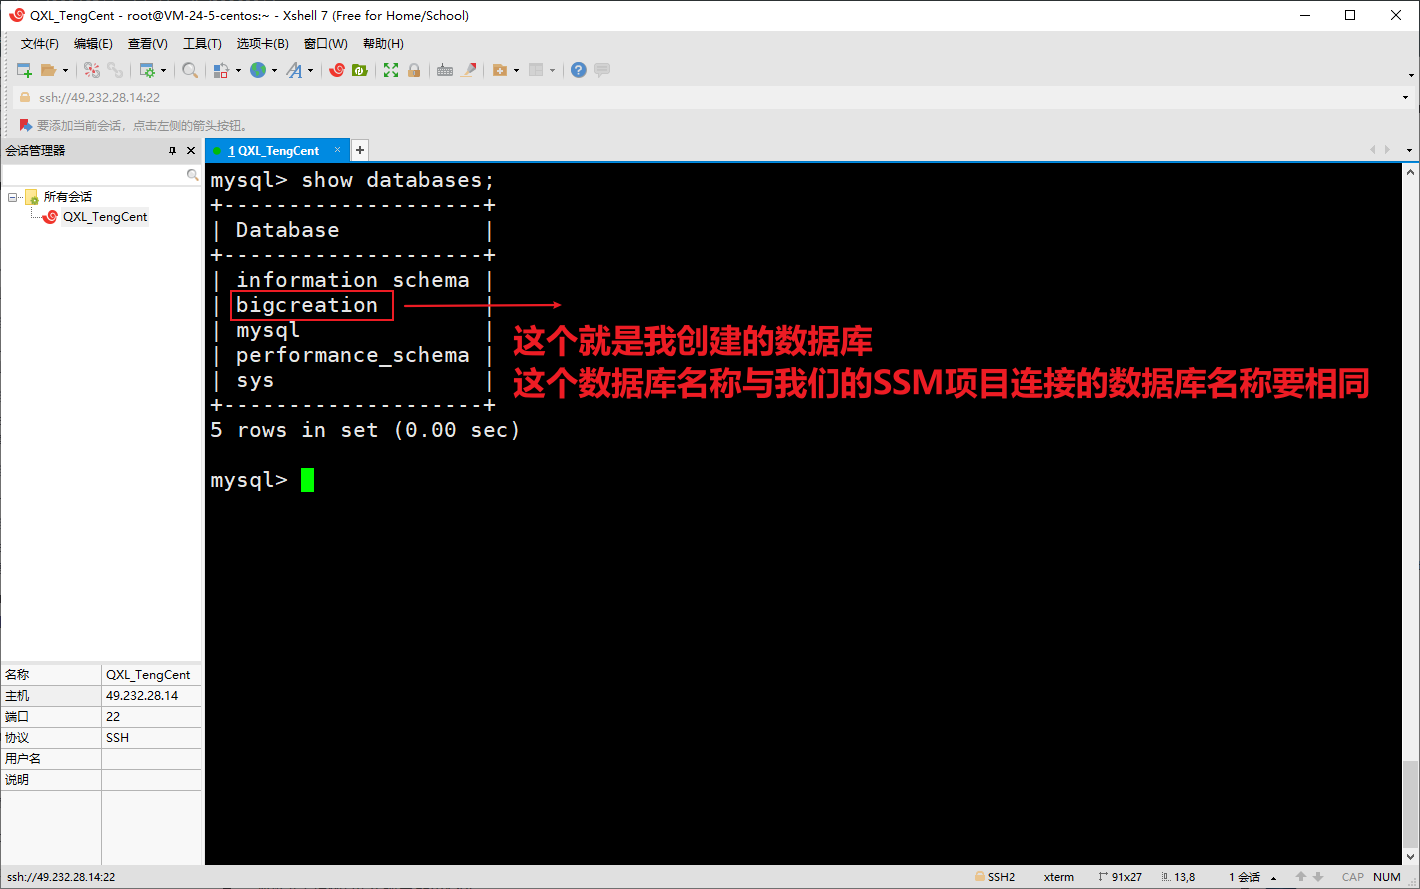 QXL_TengCent - root@VM-24-5-centos:~ - Xshell 7 (Free for Home/School)
文件(F) 编辑(E) 查看(V) 工具(T) 选项卡(B) 窗口(W) 帮助(H)
ssh://49.232.28.14:22
要添加当前会话，点击左侧的箭头按钮。
会话管理器
1 QXL_TengCent × +
所有会话
QXL_TengCent
mysql> show databases;
+--------------------+
| Database           |
+--------------------+
| information_schema |
| bigcreation        |
| mysql              |
| performance_schema |
| sys                |
+--------------------+
5 rows in set (0.00 sec)
mysql>
这个就是我创建的数据库
这个数据库名称与我们的SSM项目连接的数据库名称要相同
名称 QXL_TengCent
主机 49.232.28.14
端口 22
协议 SSH
用户名
说明
ssh://49.232.28.14:22 SSH2 xterm 91x27 13,8 1 会话 CAP NUM